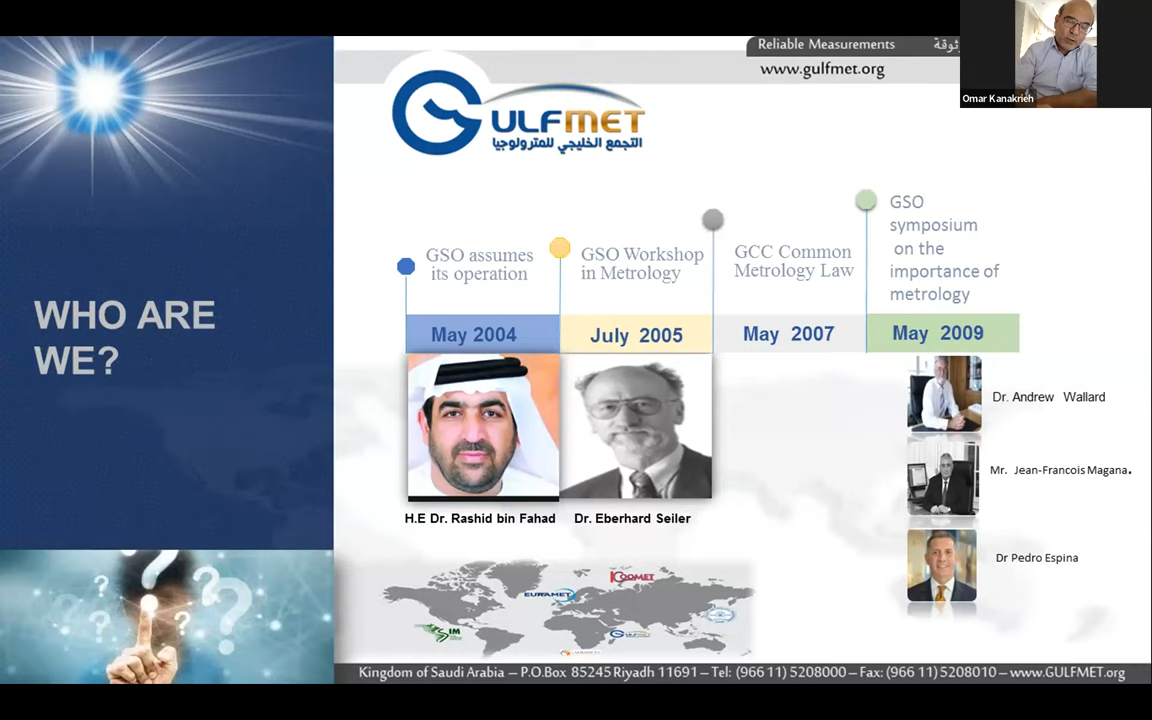 Reliable Measurements
www.gulfmet.org
Omar Kanakrieh
GULFMET
التجمع الخليجي للمترولوجيا
WHO ARE
WE?
GSO assumes
its operation
GSO Workshop
in Metrology
GCC Common
Metrology Law
GSO
symposium
on the
importance of
metrology
May 2004
July 2005
May 2007
May 2009
Dr. Andrew Wallard
Mr. Jean-Francois Magana.
H.E Dr. Rashid bin Fahad
Dr. Eberhard Seiler
Dr Pedro Espina
COOMET
EURAMET
SIM
GULFMET
Kingdom of Saudi Arabia – P.O.Box 85245 Riyadh 11691 – Tel: (966 11) 5208000 – Fax: (966 11) 5208010 – www.GULFMET.org